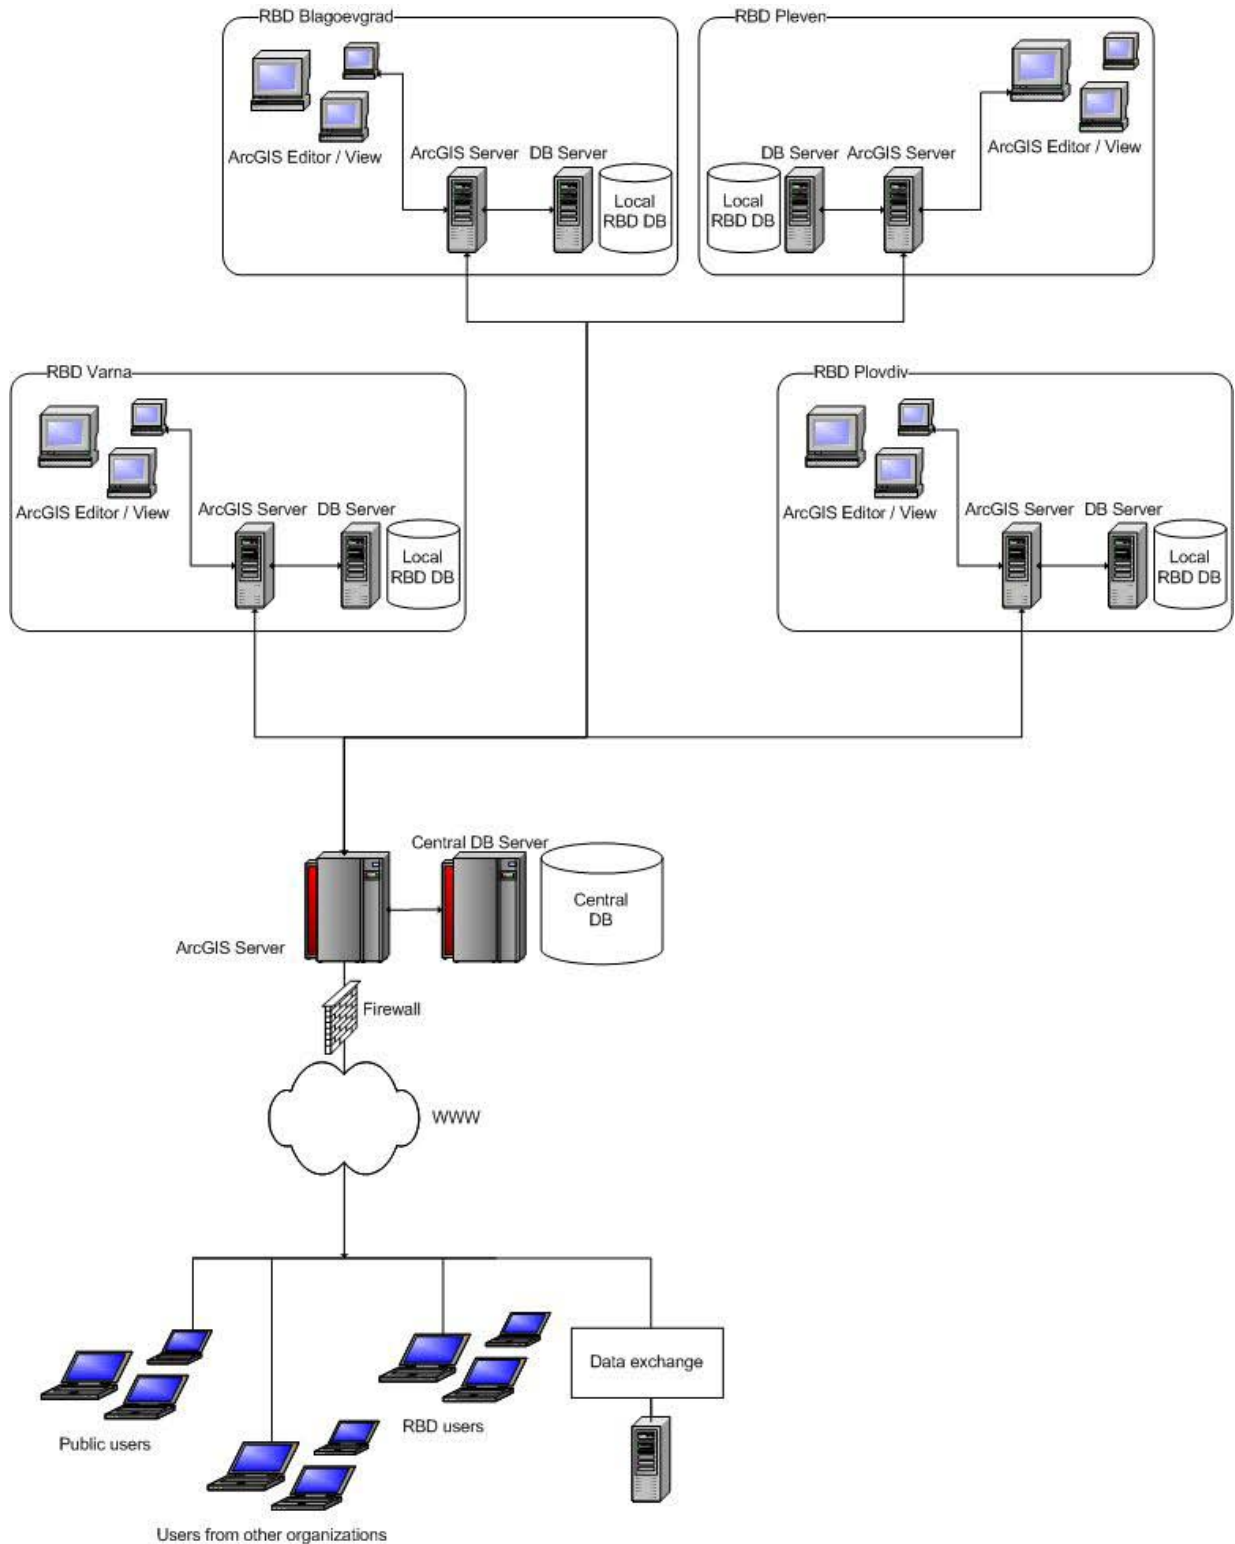 RBD Blagoevgrad
ArcGIS Editor / View
ArcGIS Server
DB Server
Local
RBD DB
RBD Pleven
Local
RBD DB
DB Server
ArcGIS Server
ArcGIS Editor / View
RBD Varna
ArcGIS Editor / View
ArcGIS Server
DB Server
Local
RBD DB
RBD Plovdiv
ArcGIS Editor / View
ArcGIS Server
DB Server
Local
RBD DB
Central DB Server
Central
DB
ArcGIS Server
Firewall
WWW
Data exchange
RBD users
Public users
Users from other organizations